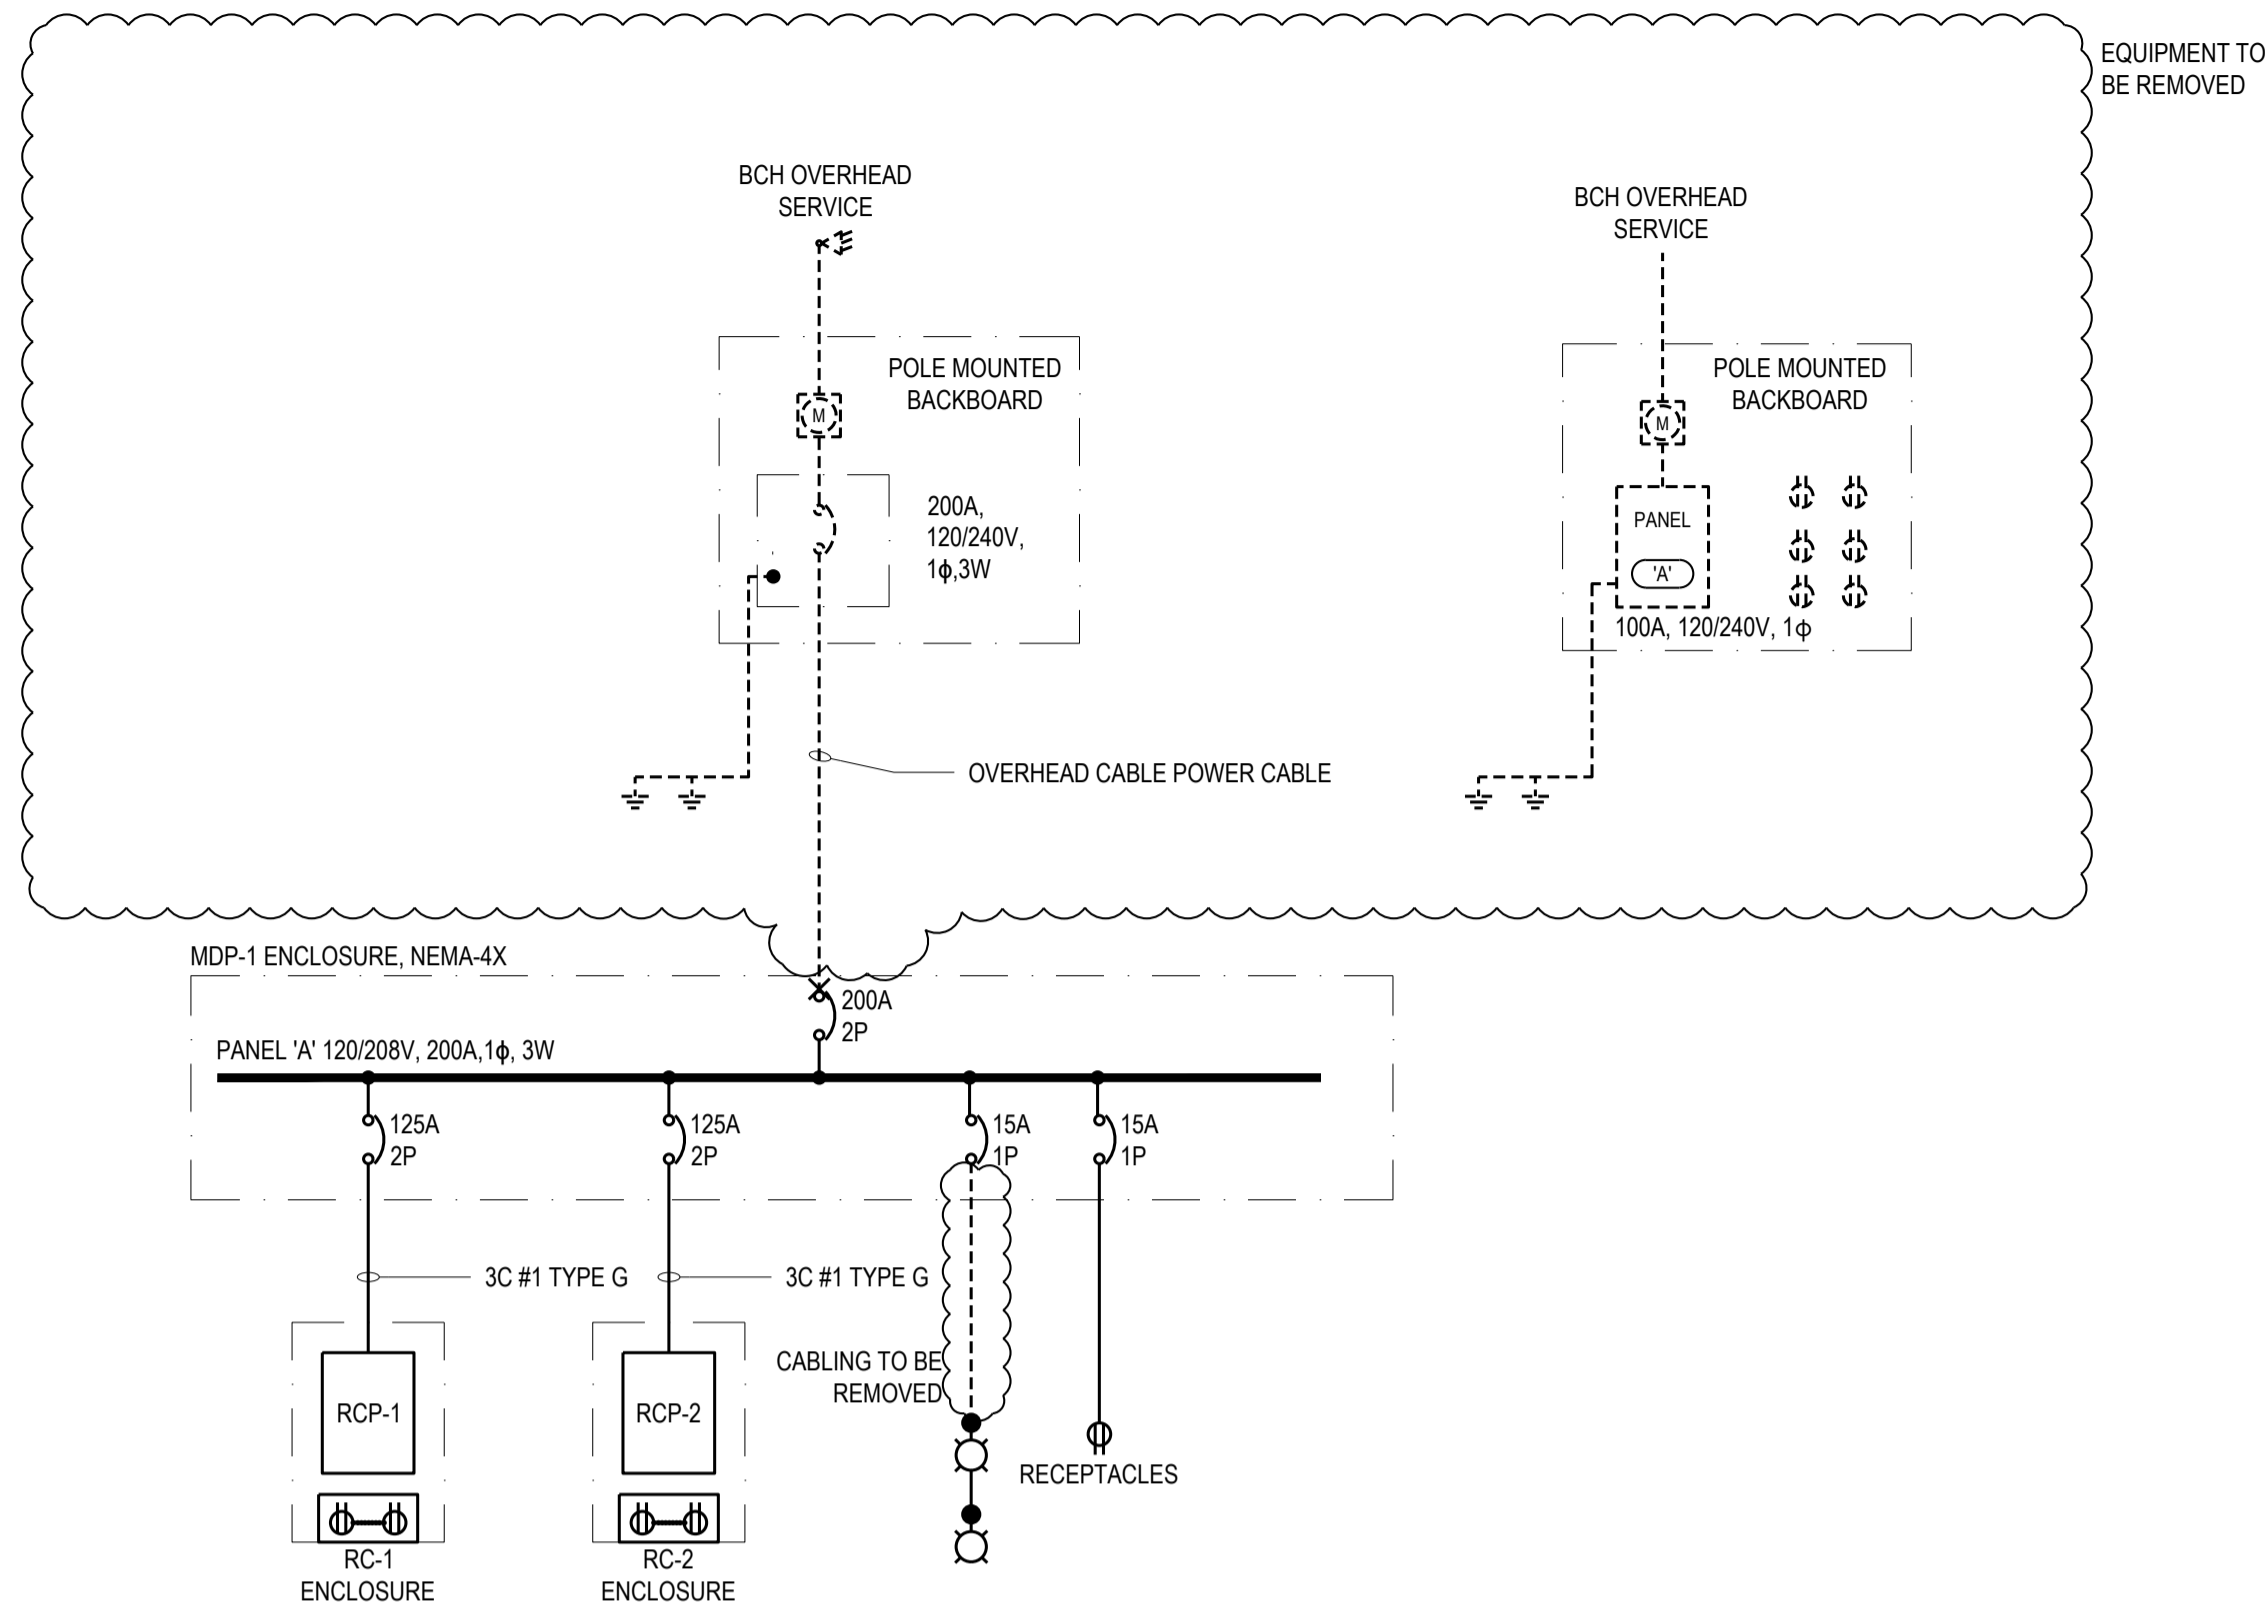 EQUIPMENT TO
BE REMOVED
BCH OVERHEAD
SERVICE
BCH OVERHEAD
SERVICE
POLE MOUNTED
BACKBOARD
POLE MOUNTED
BACKBOARD
M
M
200A,
120/240V,
1ϕ,3W
PANEL
'A'
100A, 120/240V, 1ϕ
OVERHEAD CABLE POWER CABLE
MDP-1 ENCLOSURE, NEMA-4X
200A
2P
PANEL 'A' 120/208V, 200A,1ϕ, 3W
125A
2P
125A
2P
15A
1P
15A
1P
3C #1 TYPE G
3C #1 TYPE G
CABLING TO BE
REMOVED
RCP-1
RCP-2
RECEPTACLES
RC-1
ENCLOSURE
RC-2
ENCLOSURE